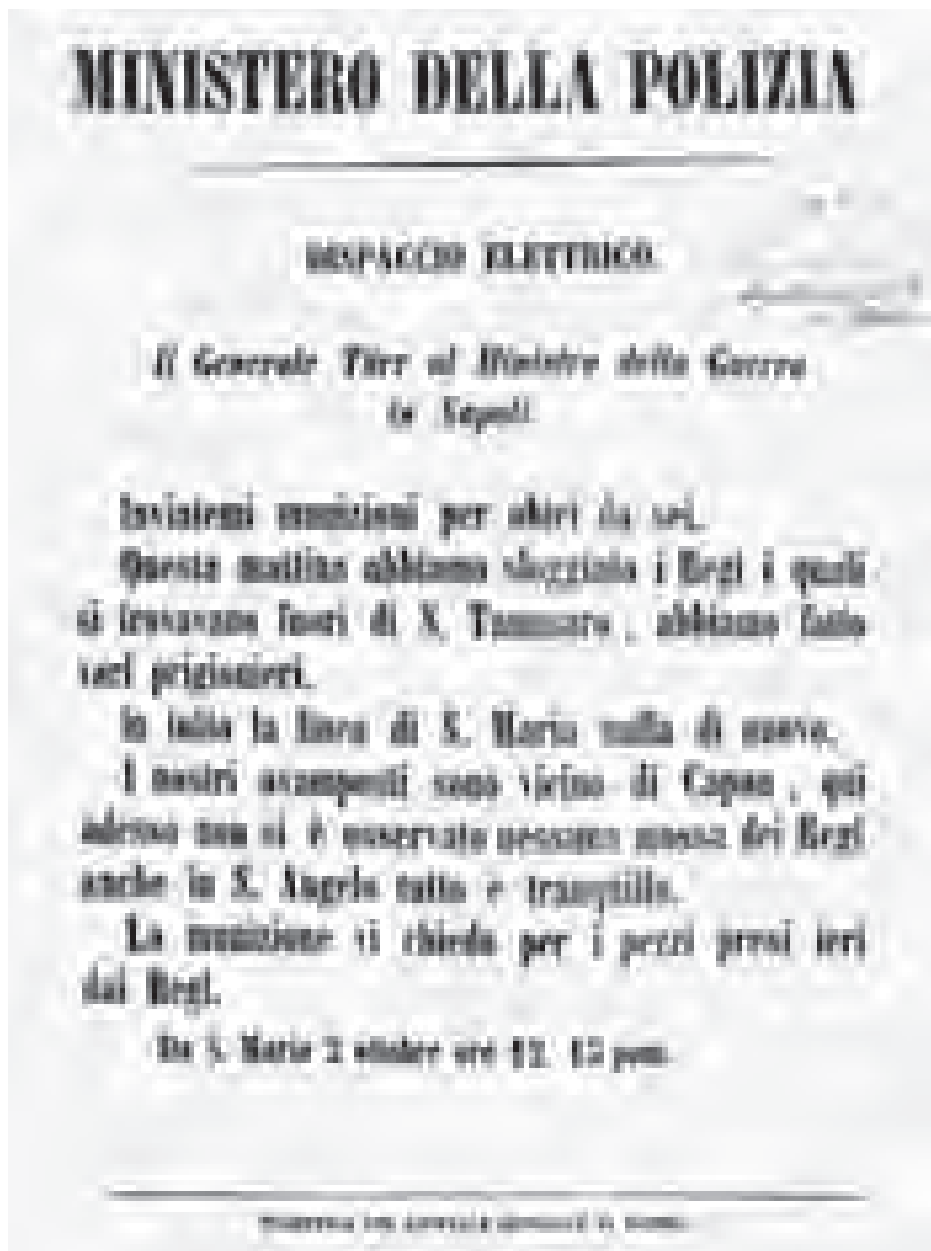 MINISTERO DELLA POLIZIA
DISPACCIO ELETTRICO.
Il Generale Türr al Ministro della Guerra
in Napoli
Inviatemi munizioni per obici da sei.
Questa mattina abbiamo sloggiato i Regi i quali
si trovavano fuori di S. Tammaro, abbiamo fatto
varî prigionieri.
In tutta la linea di S. Maria nulla di nuovo.
I nostri avamposti sono vicino di Capua, qui
adesso non si è osservato nessuna mossa dei Regi
anche in S. Angelo tutto è tranquillo.
La munizione vi chiedo per i pezzi presi ieri
dai Regi.
Da S. Maria 2 ottobre ore 12. 15 pom.